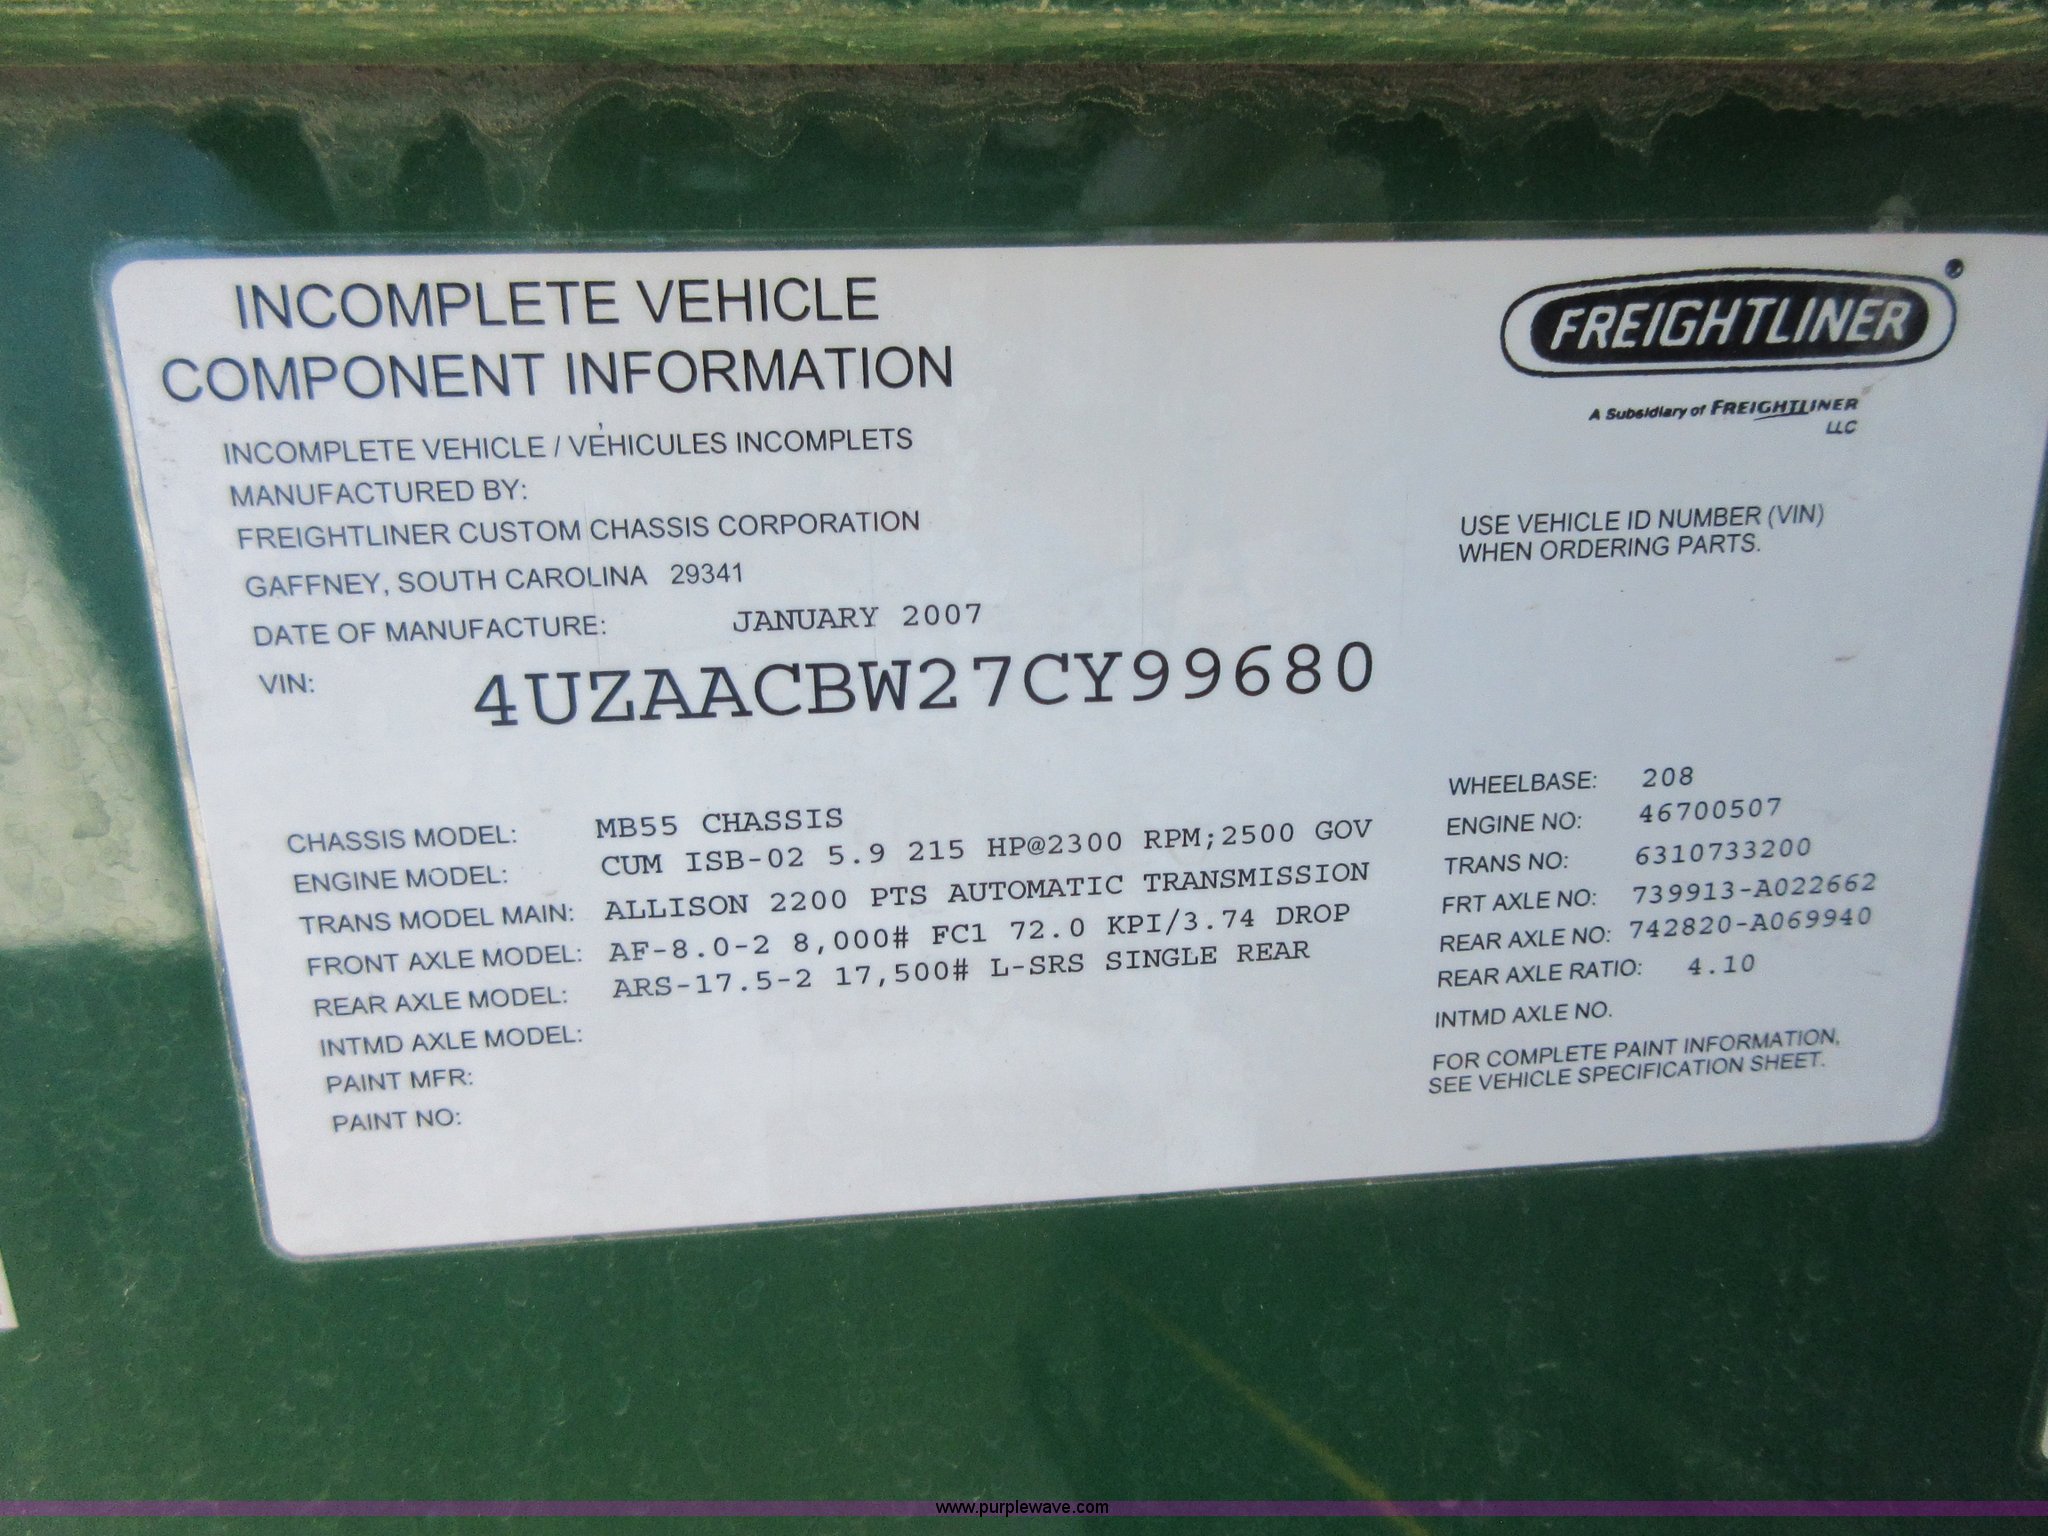 INCOMPLETE VEHICLE
COMPONENT INFORMATION
FREIGHTLINER
A Subsidiary of FREIGHTLINER
LLC
INCOMPLETE VEHICLE / VÉHICULES INCOMPLETS
MANUFACTURED BY:
FREIGHTLINER CUSTOM CHASSIS CORPORATION
GAFFNEY, SOUTH CAROLINA 29341
DATE OF MANUFACTURE: JANUARY 2007
VIN: 4UZAACBW27CY99680
USE VEHICLE ID NUMBER (VIN)
WHEN ORDERING PARTS.
CHASSIS MODEL: MB55 CHASSIS
ENGINE MODEL: CUM ISB-02 5.9 215 HP@2300 RPM;2500 GOV
TRANS MODEL MAIN: ALLISON 2200 PTS AUTOMATIC TRANSMISSION
FRONT AXLE MODEL: AF-8.0-2 8,000# FC1 72.0 KPI/3.74 DROP
REAR AXLE MODEL: ARS-17.5-2 17,500# L-SRS SINGLE REAR
INTMD AXLE MODEL:
PAINT MFR:
PAINT NO:
WHEELBASE: 208
ENGINE NO: 46700507
TRANS NO: 6310733200
FRT AXLE NO: 739913-A022662
REAR AXLE NO: 742820-A069940
REAR AXLE RATIO: 4.10
INTMD AXLE NO.
FOR COMPLETE PAINT INFORMATION,
SEE VEHICLE SPECIFICATION SHEET.
www.purplewave.com